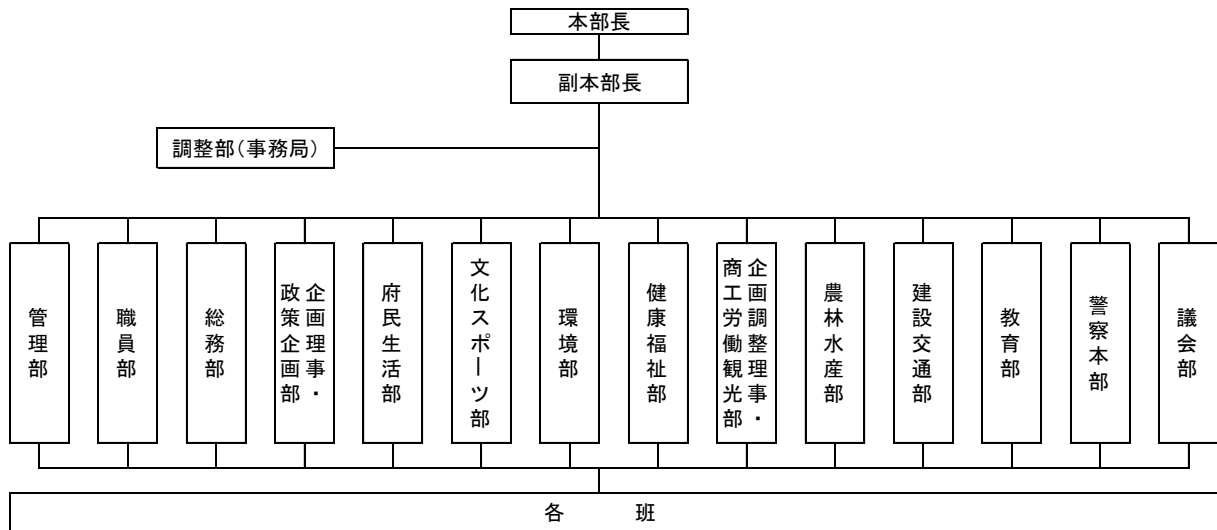 本部長
副本部長
調整部（事務局）
管理部
職員部
総務部
企画理事・
政策企画部
府民生活部
文化スポーツ部
環境部
健康福祉部
企画調整理事・
商工労働観光部
農林水産部
建設交通部
教育部
警察本部
議会部
各　　班